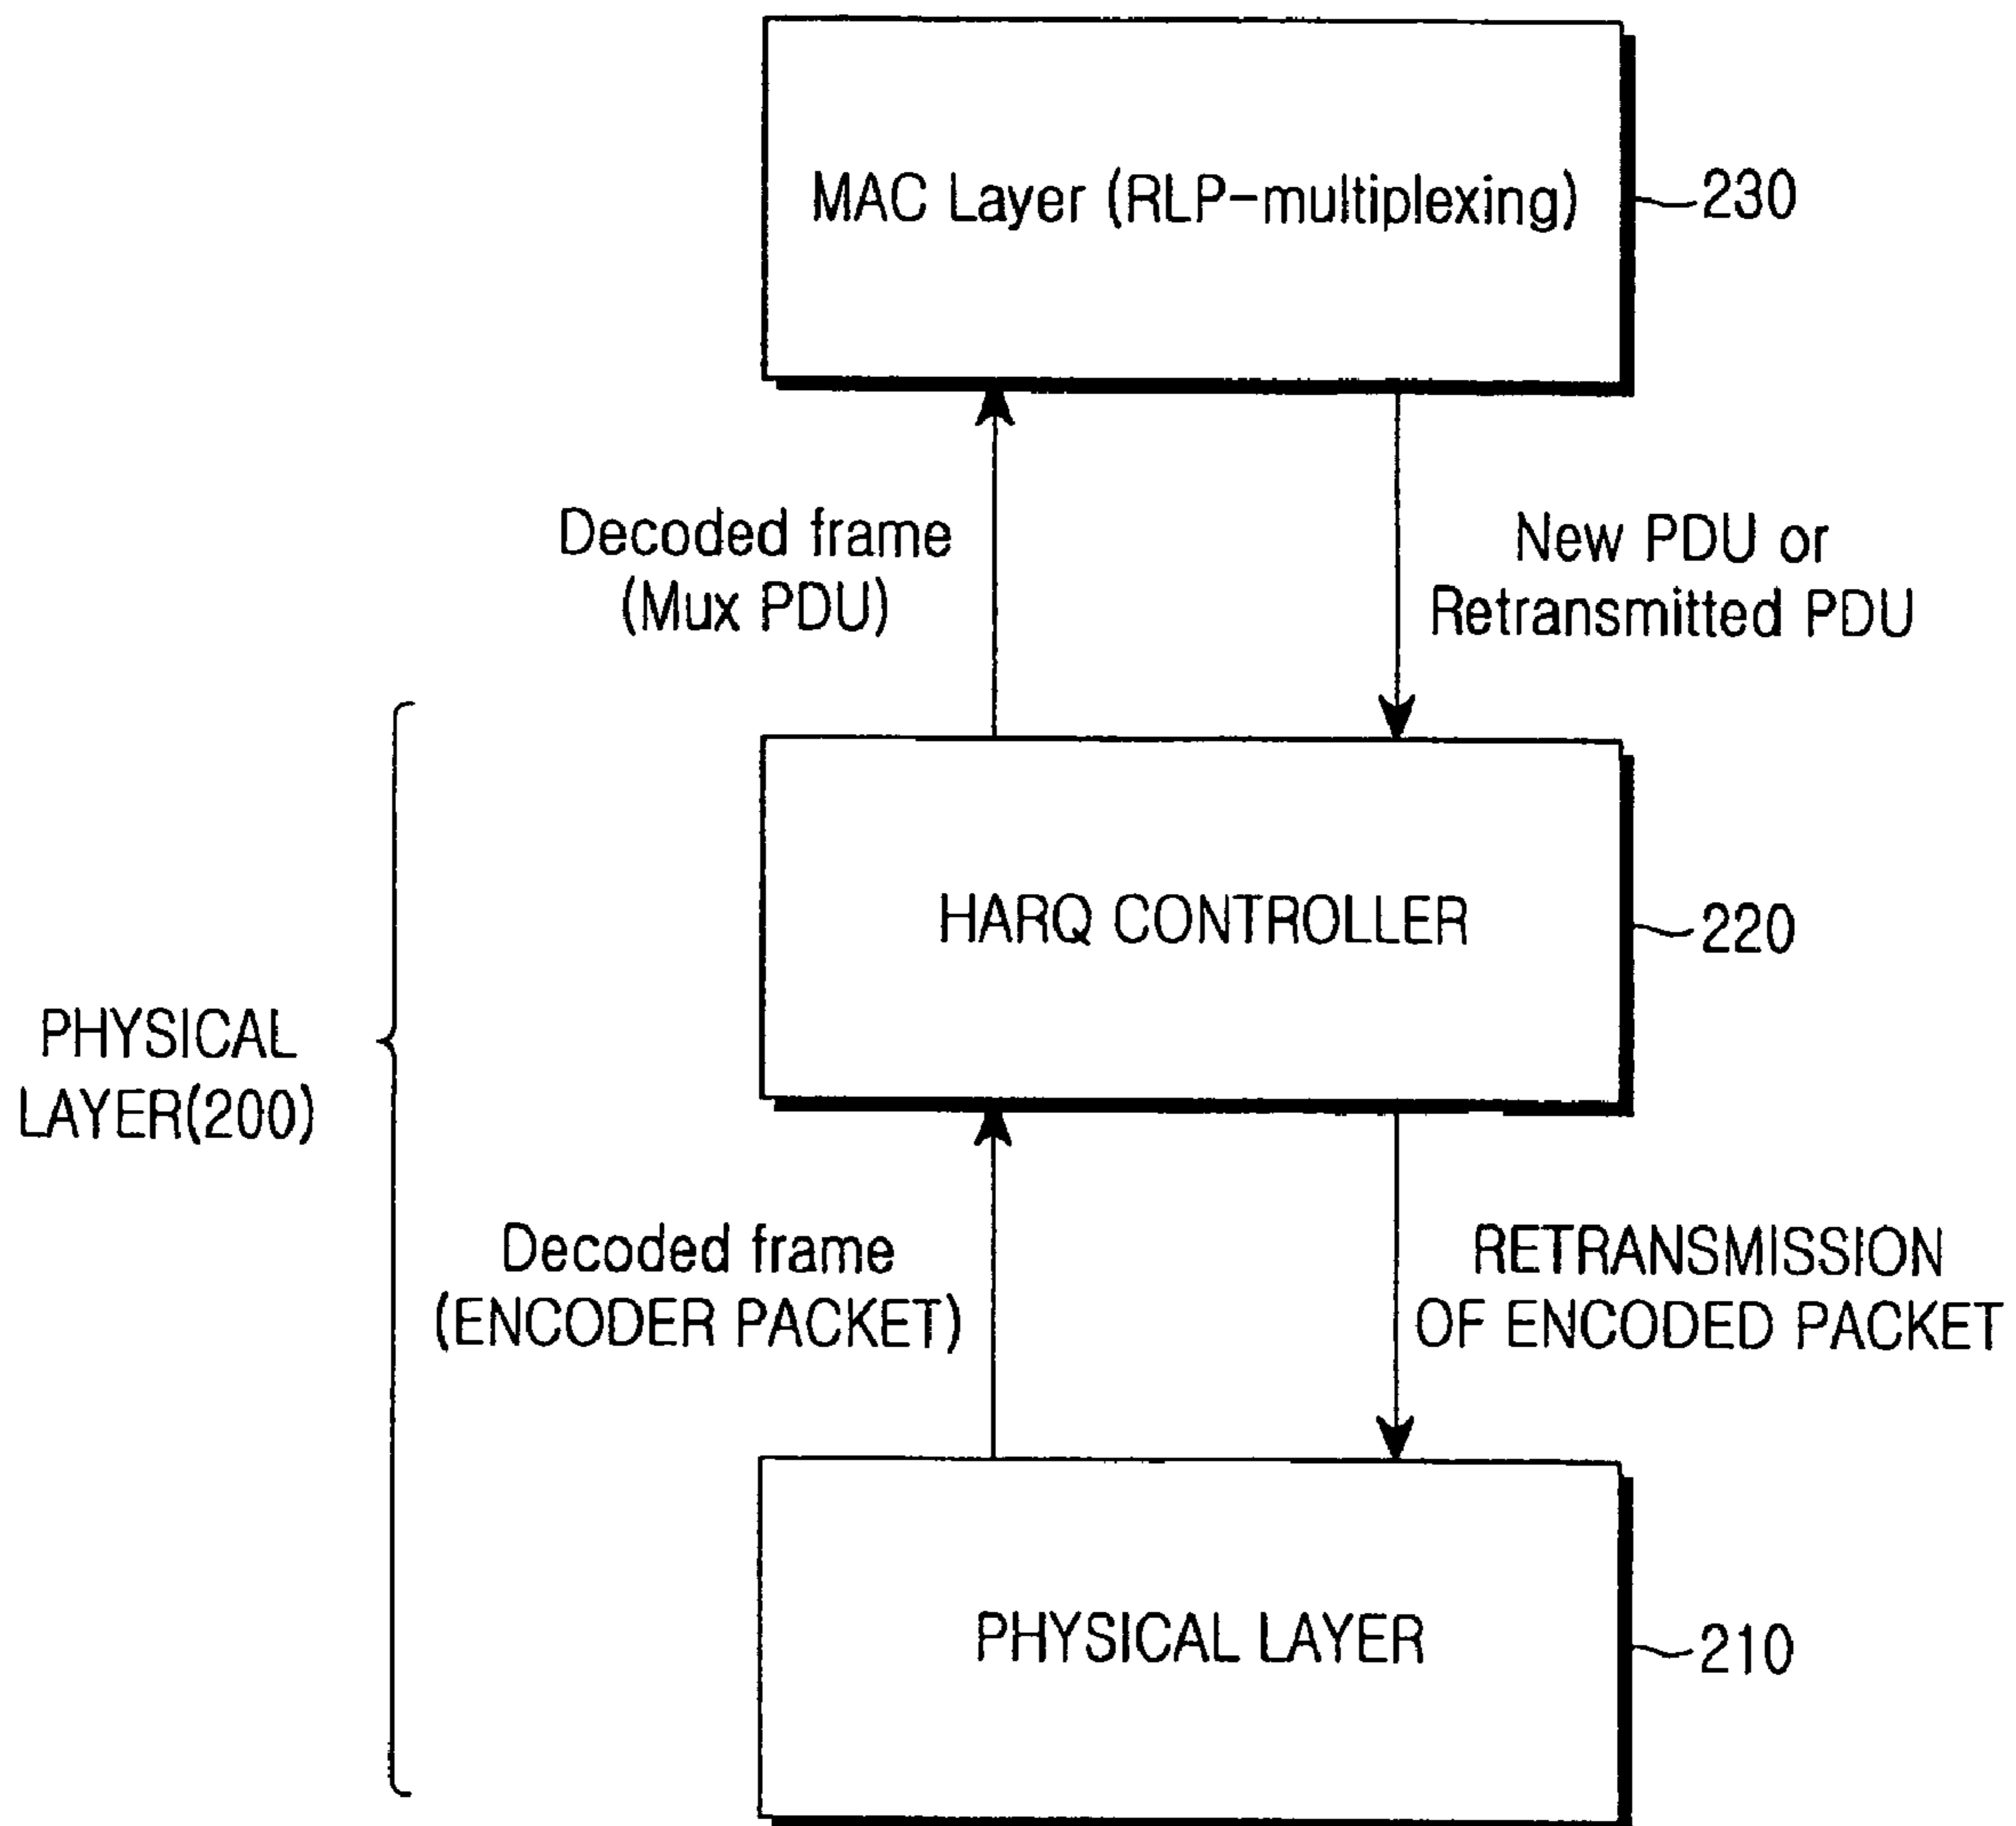 MAC Layer (RLP-multiplexing)
230
Decoded frame
(Mux PDU)
New PDU or
Retransmitted PDU
HARQ CONTROLLER
220
PHYSICAL
LAYER(200)
Decoded frame
(ENCODER PACKET)
RETRANSMISSION
OF ENCODED PACKET
PHYSICAL LAYER
210